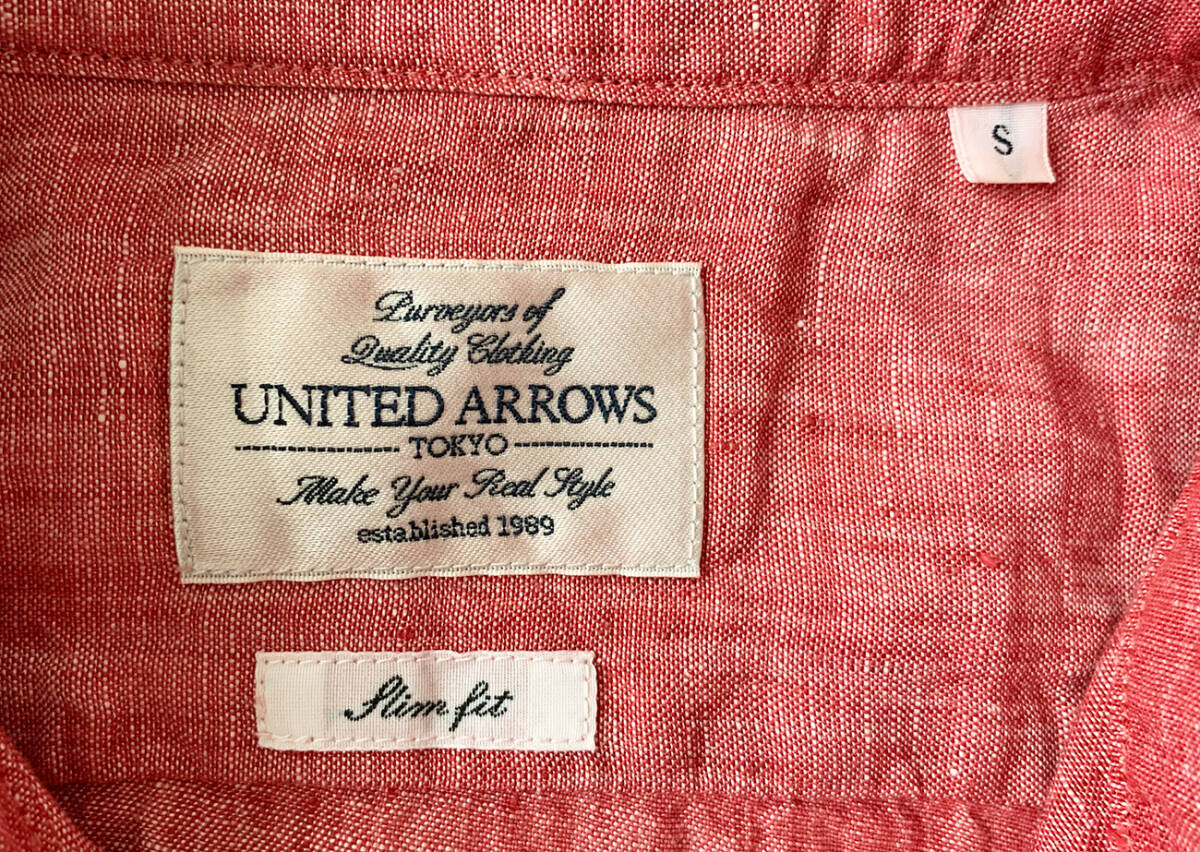 S
Purveyors of
Quality Clothing
UNITED ARROWS
TOKYO
Make Your Real Style
established 1989
Slim fit